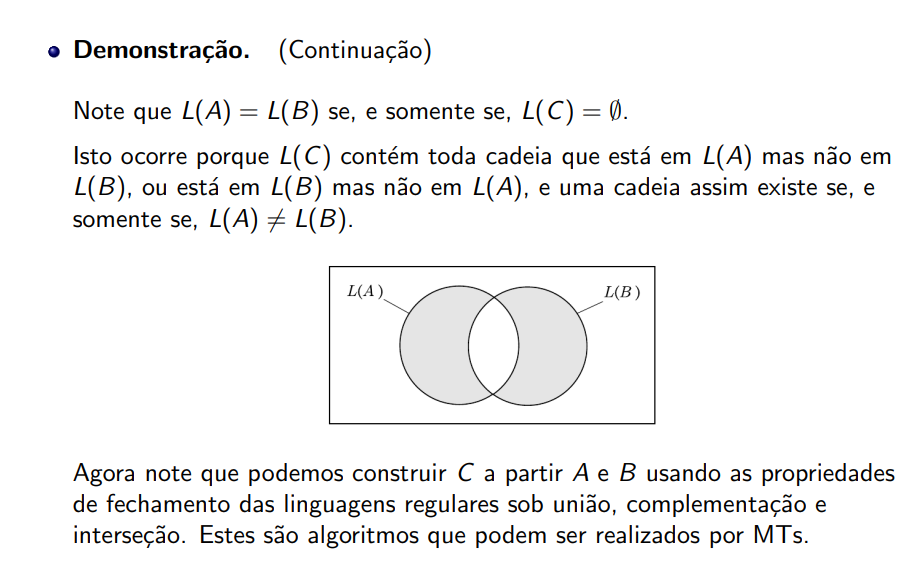 Demonstração. (Continuação)
Note que L(A) = L(B) se, e somente se, L(C) = ∅.
Isto ocorre porque L(C) contém toda cadeia que está em L(A) mas não em
L(B), ou está em L(B) mas não em L(A), e uma cadeia assim existe se, e
somente se, L(A) ≠ L(B).
L(A)
L(B)
Agora note que podemos construir C a partir A e B usando as propriedades
de fechamento das linguagens regulares sob união, complementação e
interseção. Estes são algoritmos que podem ser realizados por MTs.